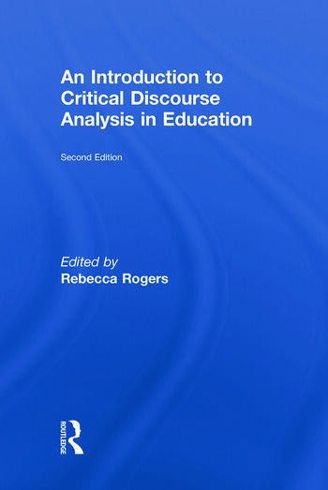 An Introduction to
Critical Discourse
Analysis in Education
Second Edition
Edited by
Rebecca Rogers
ROUTLEDGE